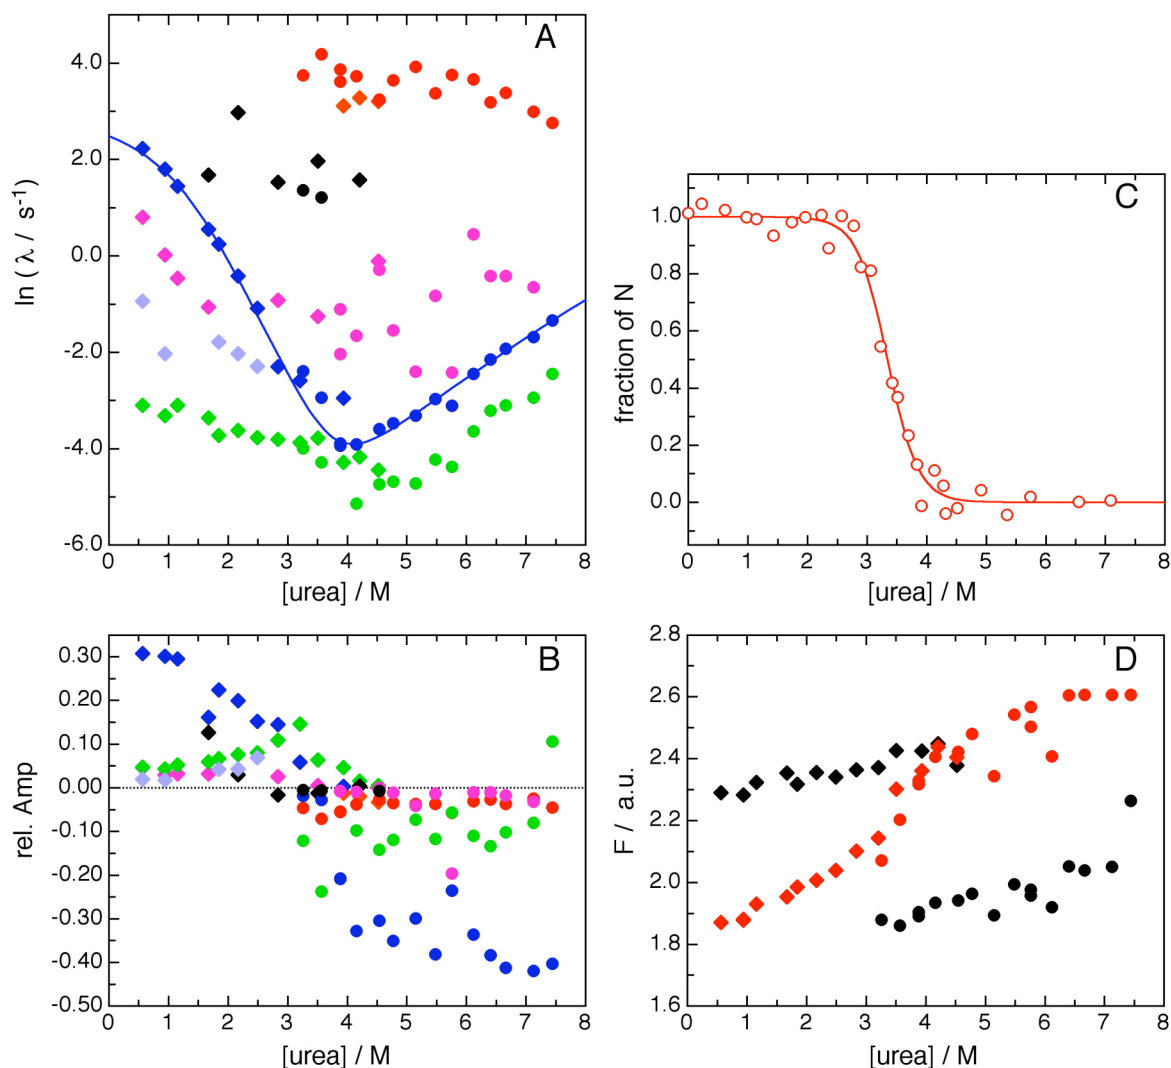 A
ln ( λ / s⁻¹)
4.0
2.0
0.0
-2.0
-4.0
-6.0
0 1 2 3 4 5 6 7 8
[urea] / M
C
fraction of N
1.0
0.8
0.6
0.4
0.2
0.0
0 1 2 3 4 5 6 7 8
[urea] / M
B
rel. Amp
0.30
0.20
0.10
0.00
-0.10
-0.20
-0.30
-0.40
-0.50
0 1 2 3 4 5 6 7 8
[urea] / M
D
F / a.u.
2.8
2.6
2.4
2.2
2.0
1.8
1.6
0 1 2 3 4 5 6 7 8
[urea] / M